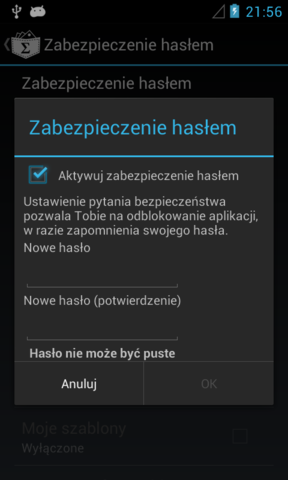 21:56
Zabezpieczenie hasłem
Zabezpieczenie hasłem
Zabezpieczenie hasłem
Aktywuj zabezpieczenie hasłem
Ustawienie pytania bezpieczeństwa
pozwala Tobie na odblokowanie aplikacji,
w razie zapomnienia swojego hasła.
Nowe hasło
Nowe hasło (potwierdzenie)
Hasło nie może być puste
Anuluj
OK
Moje szablony
Wyłączone